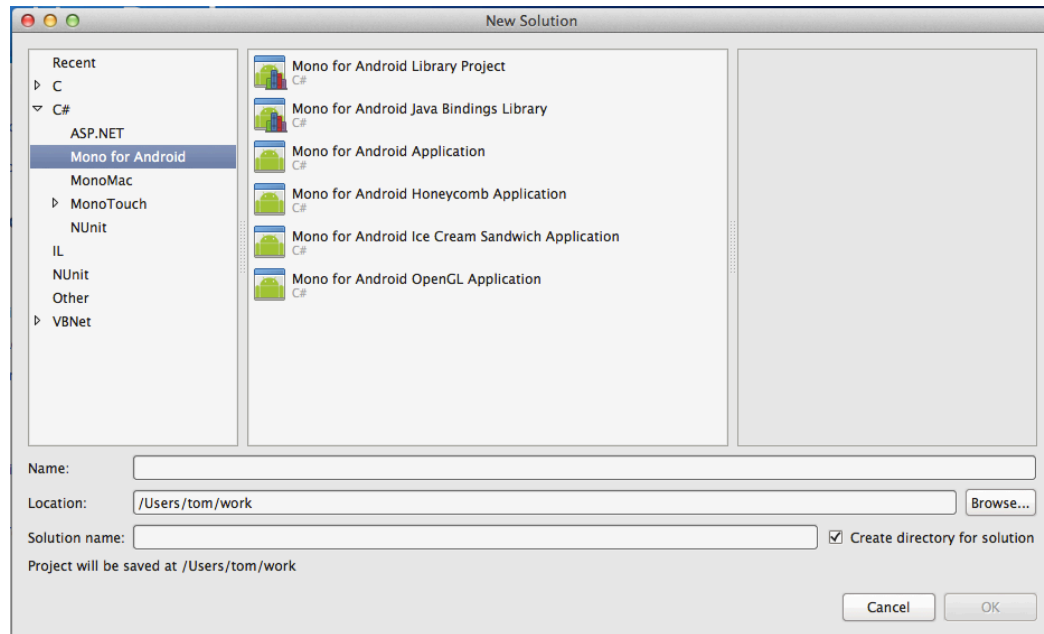 New Solution
Recent
C
C#
ASP.NET
Mono for Android
MonoMac
MonoTouch
NUnit
IL
NUnit
Other
VBNet
Mono for Android Library Project
C#
Mono for Android Java Bindings Library
C#
Mono for Android Application
C#
Mono for Android Honeycomb Application
C#
Mono for Android Ice Cream Sandwich Application
C#
Mono for Android OpenGL Application
C#
Name:
Location: /Users/tom/work Browse...
Solution name: Create directory for solution
Project will be saved at /Users/tom/work
Cancel OK